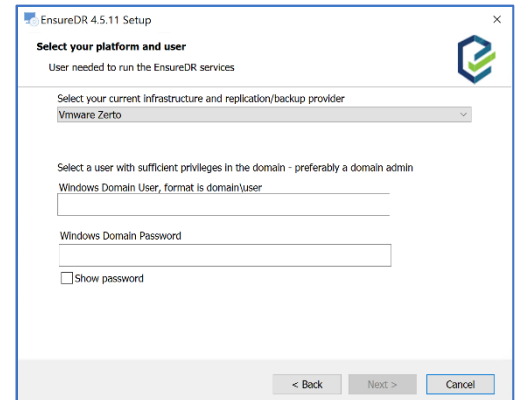 EnsureDR 4.5.11 Setup
Select your platform and user
User needed to run the EnsureDR services
Select your current infrastructure and replication/backup provider
Vmware Zerto
Select a user with sufficient privileges in the domain - preferably a domain admin
Windows Domain User, format is domain\user
Windows Domain Password
Show password
< Back Next > Cancel